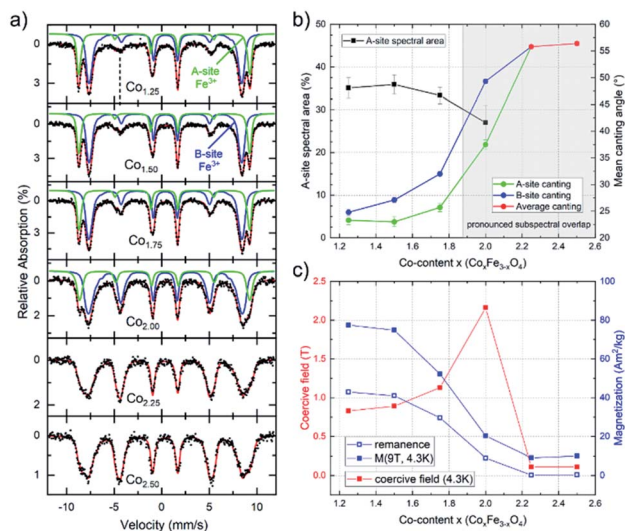 a)
A-site
Fe³⁺
Co₁.₂₅
B-site
Fe³⁺
Co₁.₅₀
Co₁.₇₅
Co₂.₀₀
Co₂.₂₅
Co₂.₅₀
0
3
0
5
0
4
0
2
0
2
0
1
Relative Absorption (%)
-10 -5 0 5 10
Velocity (mm/s)
b)
A-site spectral area
A-site canting
B-site canting
Average canting
pronounced subspectral overlap
50
45
40
35
30
25
20
15
10
5
0
A-site spectral area (%)
60
55
50
45
40
35
30
25
20
Mean canting angle (°)
1.2 1.4 1.6 1.8 2.0 2.2 2.4 2.6
Co-content x (CoₓFe₃₋ₓO₄)
c)
remanence
M(9T, 4.3K)
coercive field (4.3K)
2.5
2.0
1.5
1.0
0.5
0.0
Coercive field (T)
100
80
60
40
20
0
Magnetization (Am²/kg)
1.2 1.4 1.6 1.8 2.0 2.2 2.4 2.6
Co-content x (CoₓFe₃₋ₓO₄)